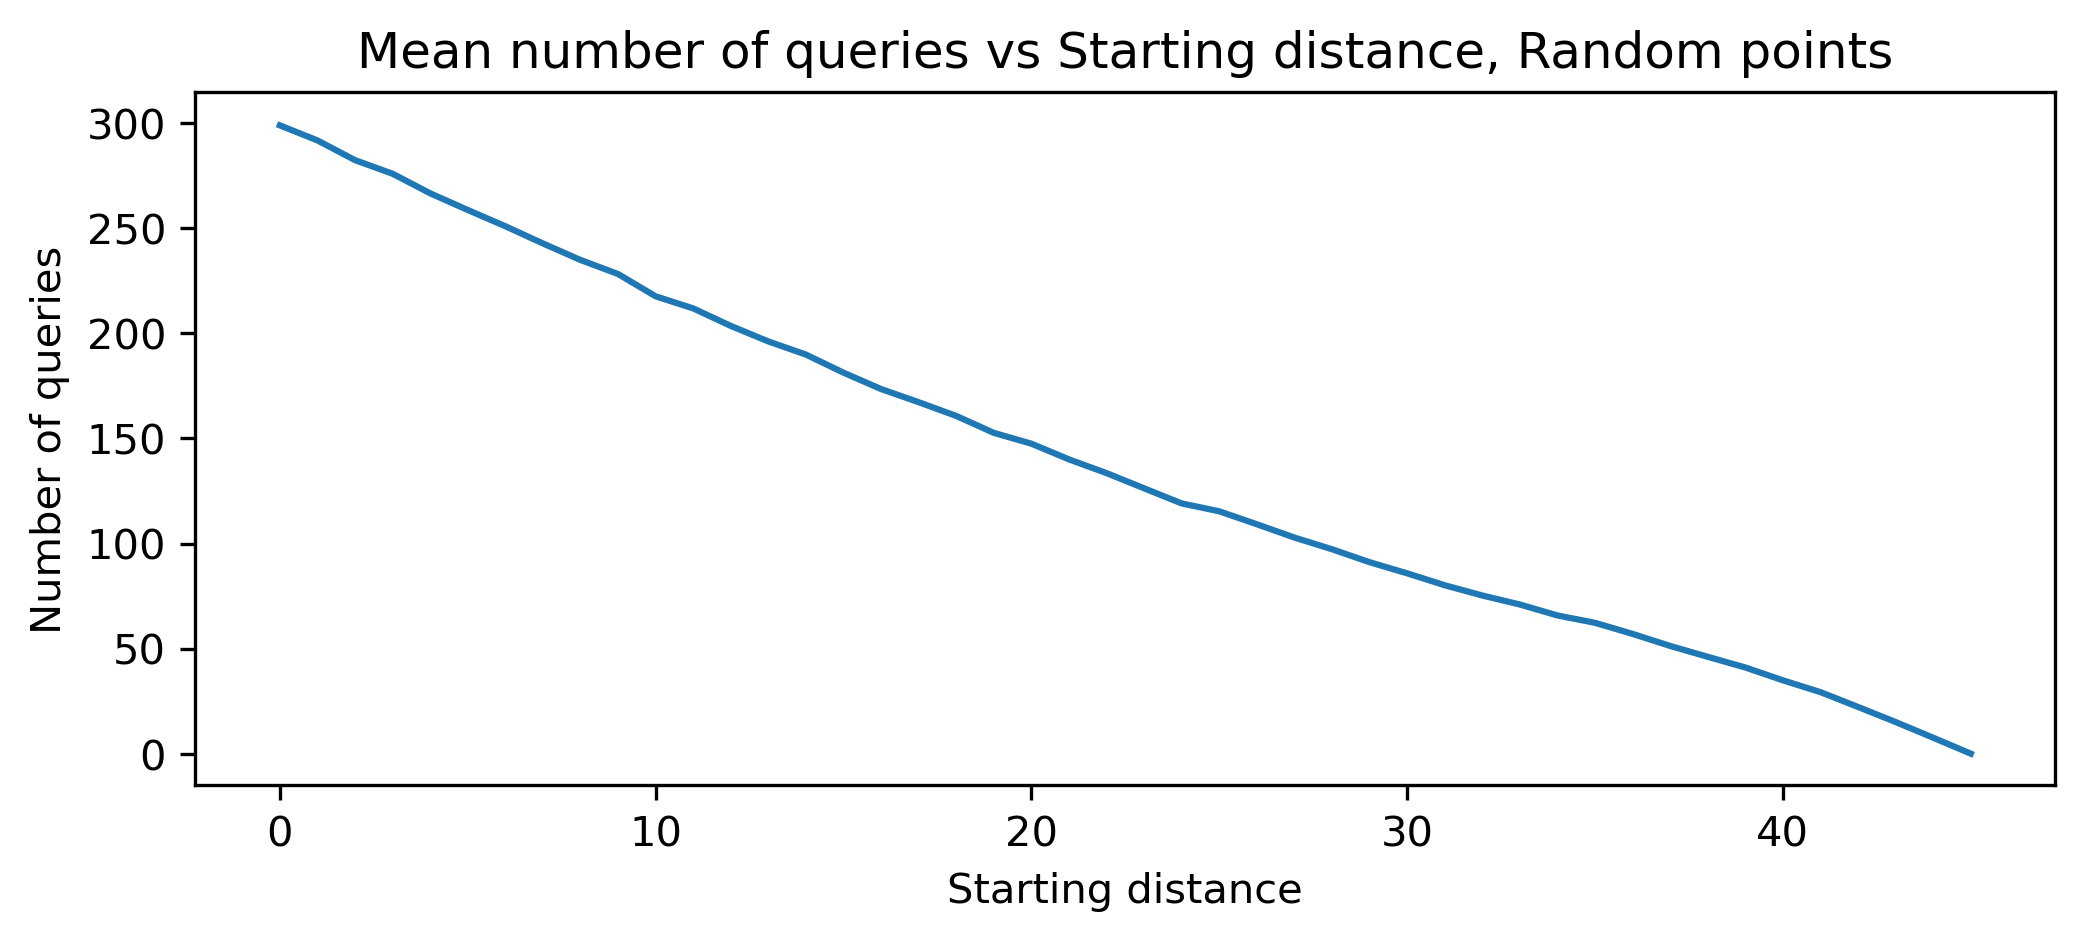 Mean number of queries vs Starting distance, Random points
Number of queries
300
250
200
150
100
50
0
0 10 20 30 40
Starting distance